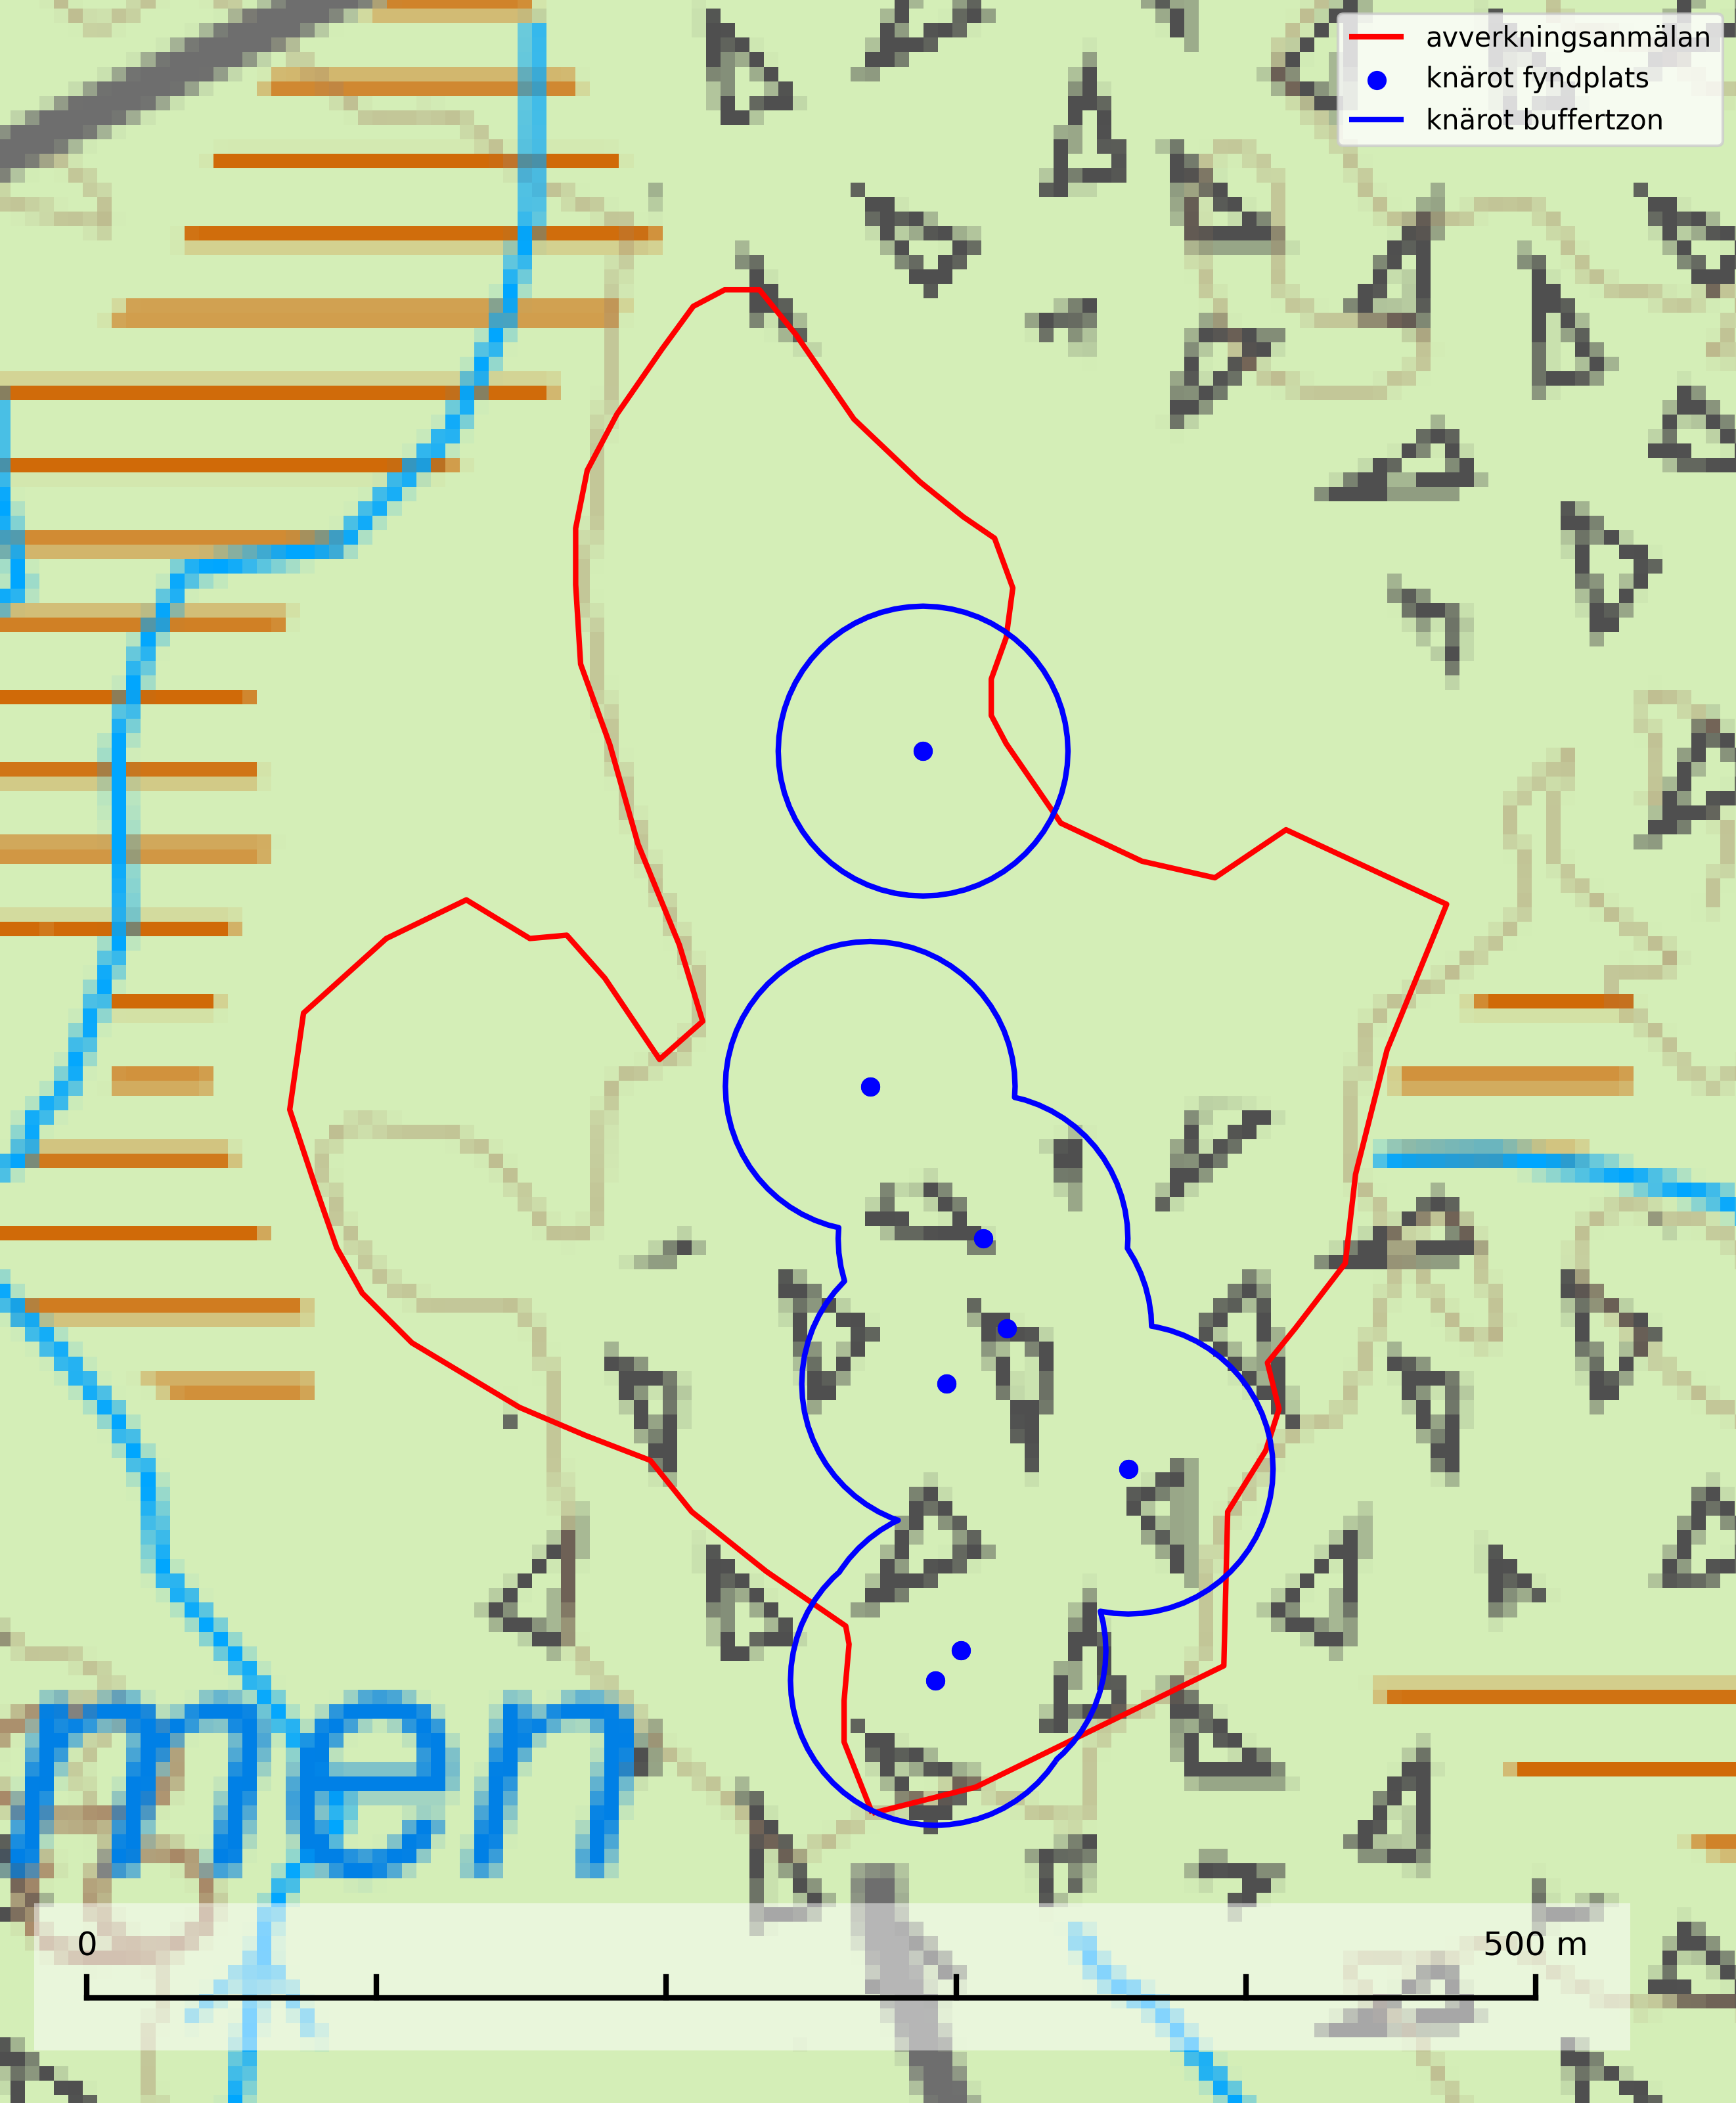 avverkningsanmälan
knärot fyndplats
knärot buffertzon
men
0 500 m